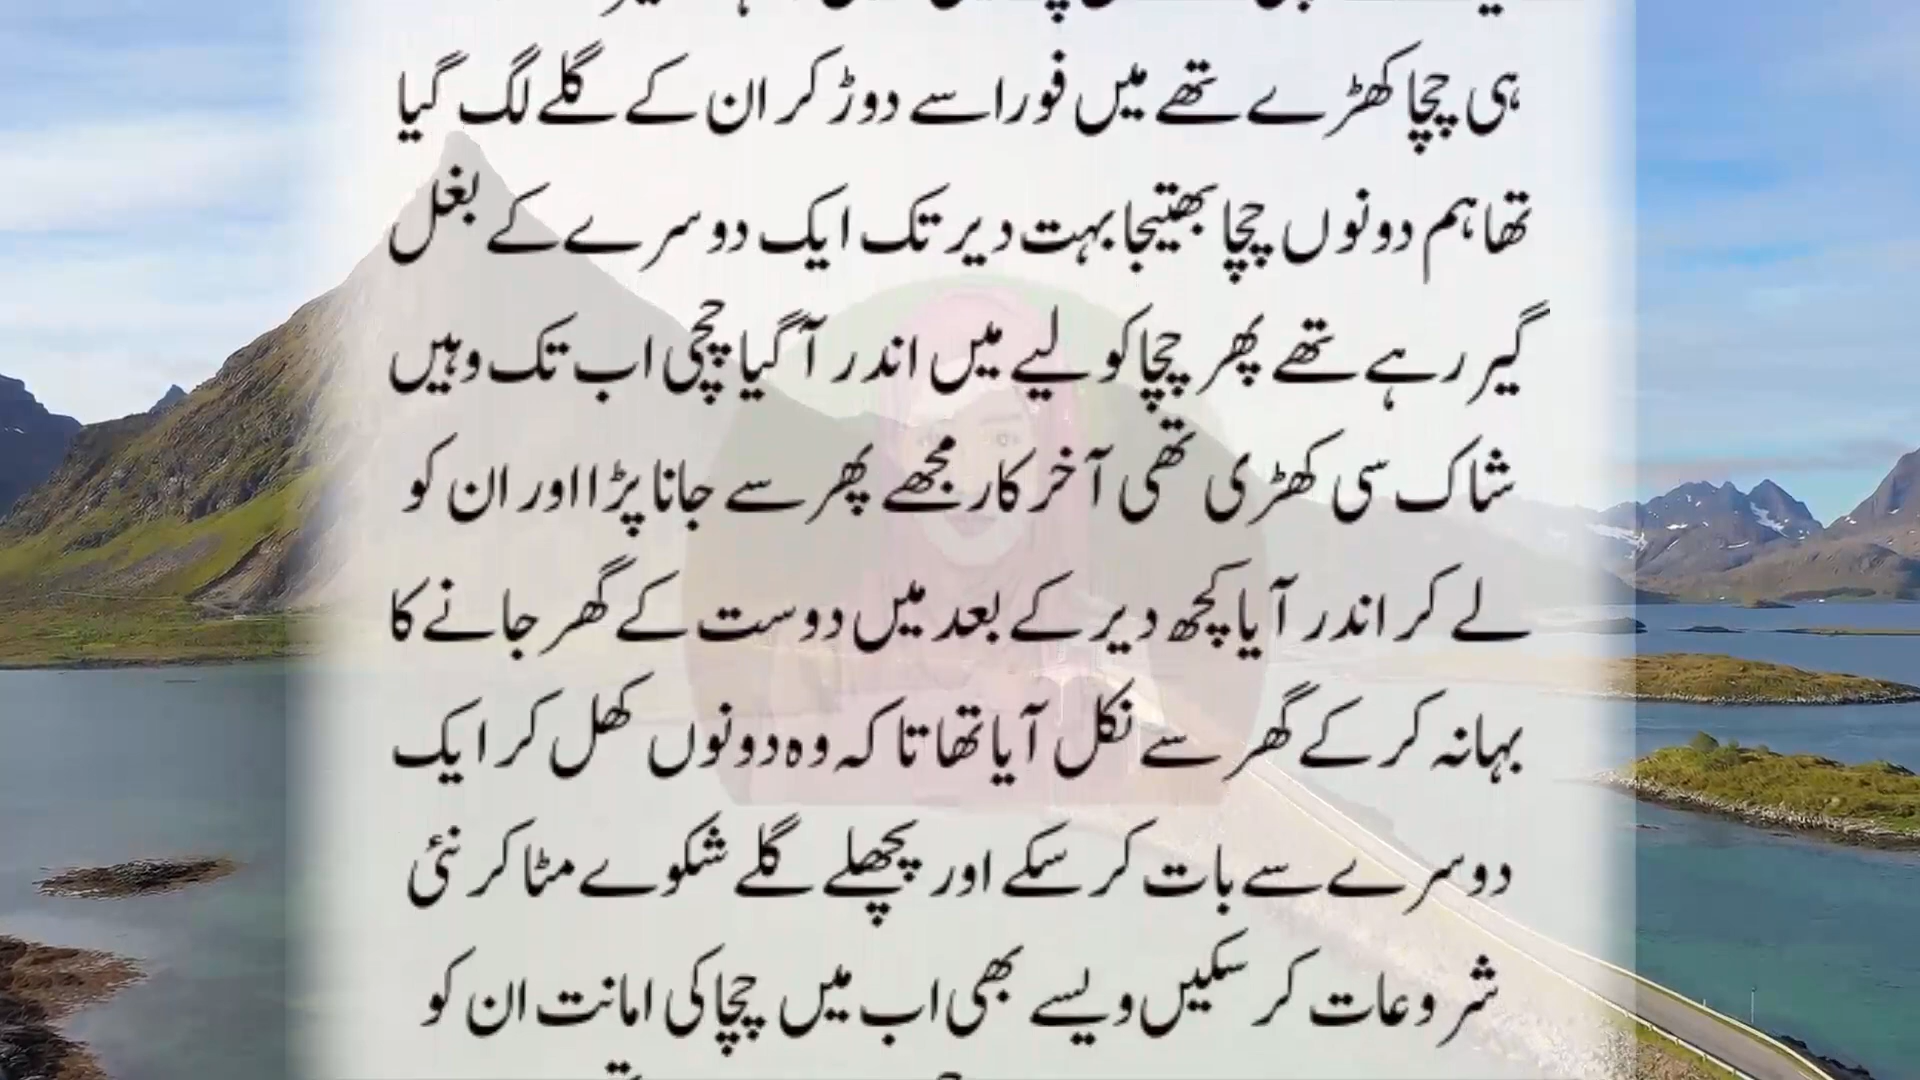 ہی چچا کھڑے تھے میں فورا سے دوڑ کر ان کے گلے لگ گیا
تھا ہم دونوں چچا بھتیجا بہت دیر تک ایک دوسرے کے بغل
گیر رہے تھے پھر چچا کو لیے میں اندر آ گیا چچی اب تک وہیں
شاک سی کھڑی تھی آخر کار مجھے پھر سے جانا پڑا اور ان کو
لے کر اندر آیا کچھ دیر کے بعد میں دوست کے گھر جانے کا
بہانہ کر کے گھر سے نکل آیا تھا تا کہ وہ دونوں کھل کر ایک
دوسرے سے بات کر سکے اور پچھلے گلے شکوے مٹا کر نئی
شروعات کر سکیں ویسے بھی اب میں چچا کی امانت ان کو